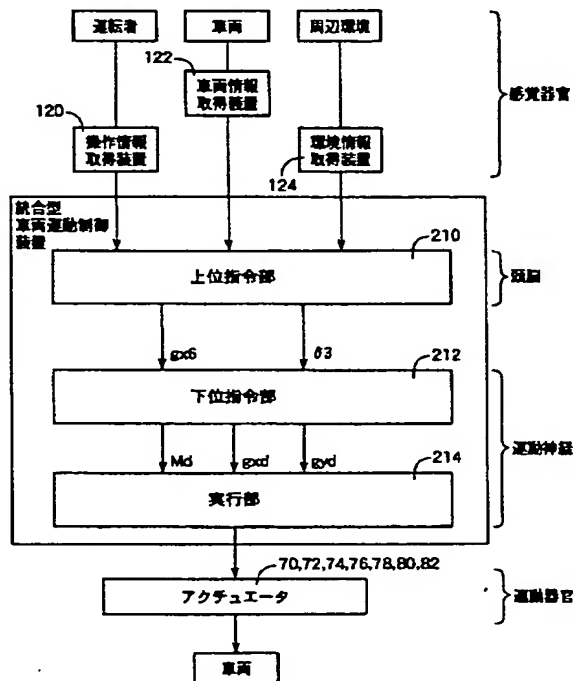 運転者
車両
周辺環境
122
車両情報
取得装置
感覚器官
120
操作情報
取得装置
環境情報
取得装置
124
統合型
車両運動制御
装置
210
上位指令部
頭脳
gx6
δ3
212
下位指令部
運動神経
Md
gxd
gyd
214
実行部
70,72,74,76,78,80,82
アクチュエータ
運動器官
車両